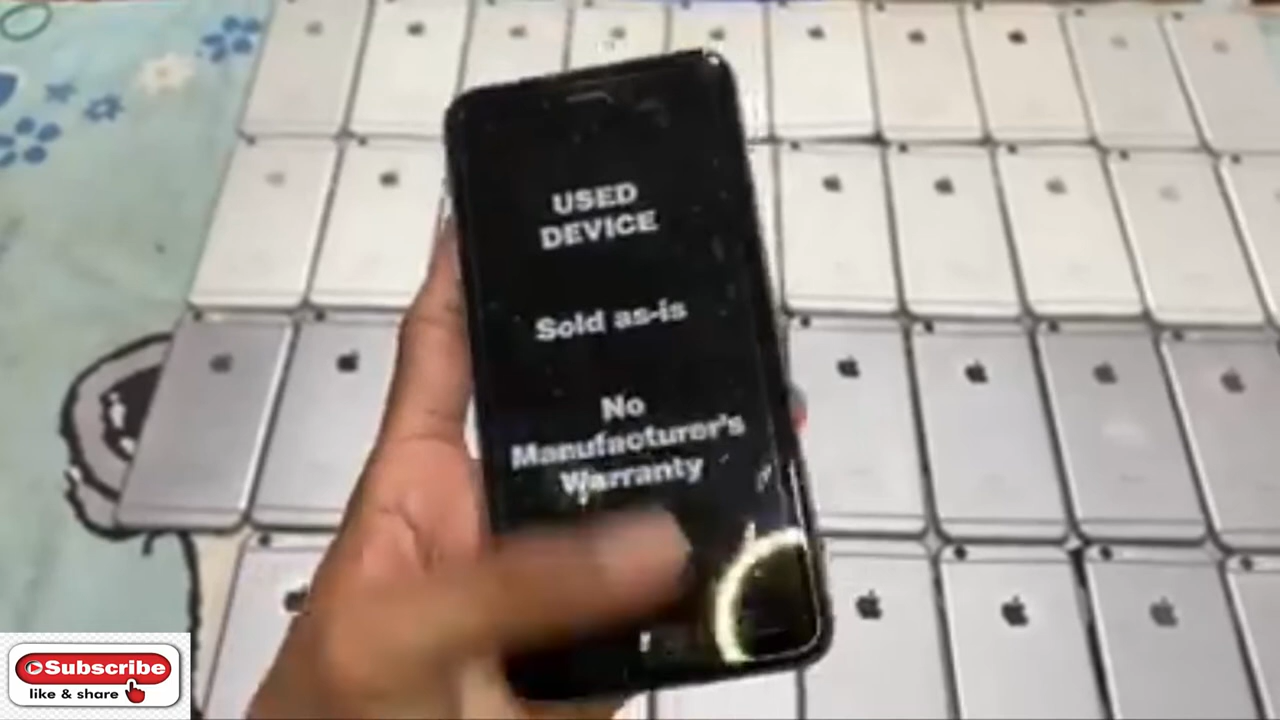 USED
DEVICE
Sold as-is
No
Manufacturer's
Warranty
Subscribe
like & share